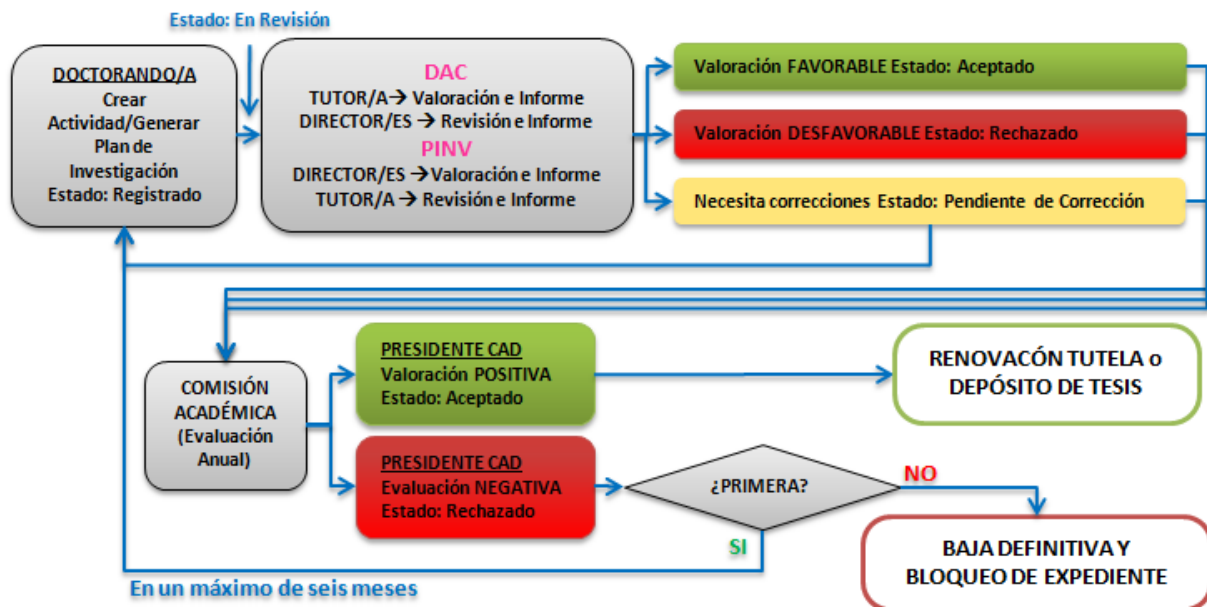 Estado: En Revisión
DOCTORANDO/A
Crear
Actividad/Generar
Plan de
Investigación
Estado: Registrado
DAC
TUTOR/A→ Valoración e Informe
DIRECTOR/ES → Revisión e Informe
PINV
DIRECTOR/ES →Valoración e Informe
TUTOR/A → Revisión e Informe
Valoración FAVORABLE Estado: Aceptado
Valoración DESFAVORABLE Estado: Rechazado
Necesita correcciones Estado: Pendiente de Corrección
COMISIÓN
ACADÉMICA
(Evaluación
Anual)
PRESIDENTE CAD
Valoración POSITIVA
Estado: Aceptado
RENOVACÓN TUTELA o
DEPÓSITO DE TESIS
PRESIDENTE CAD
Evaluación NEGATIVA
Estado: Rechazado
¿PRIMERA?
NO
SI
BAJA DEFINITIVA Y
BLOQUEO DE EXPEDIENTE
En un máximo de seis meses